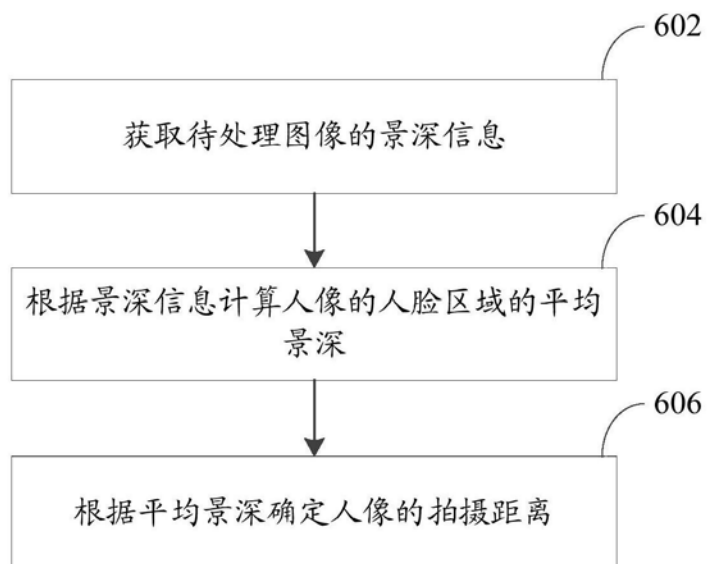 602
获取待处理图像的景深信息
604
根据景深信息计算人像的人脸区域的平均
景深
606
根据平均景深确定人像的拍摄距离